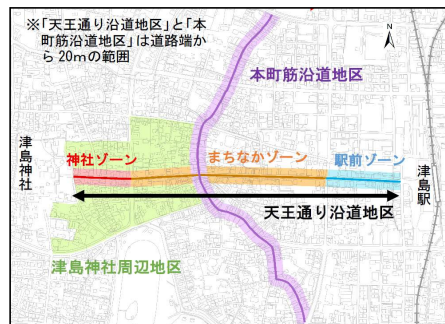 ※「天王通り沿道地区」と「本
町筋沿道地区」は道路端か
ら 20mの範囲
N
本町筋沿道地区
津島神社
神社ゾーン
まちなかゾーン
駅前ゾーン
津島駅
天王通り沿道地区
津島神社周辺地区